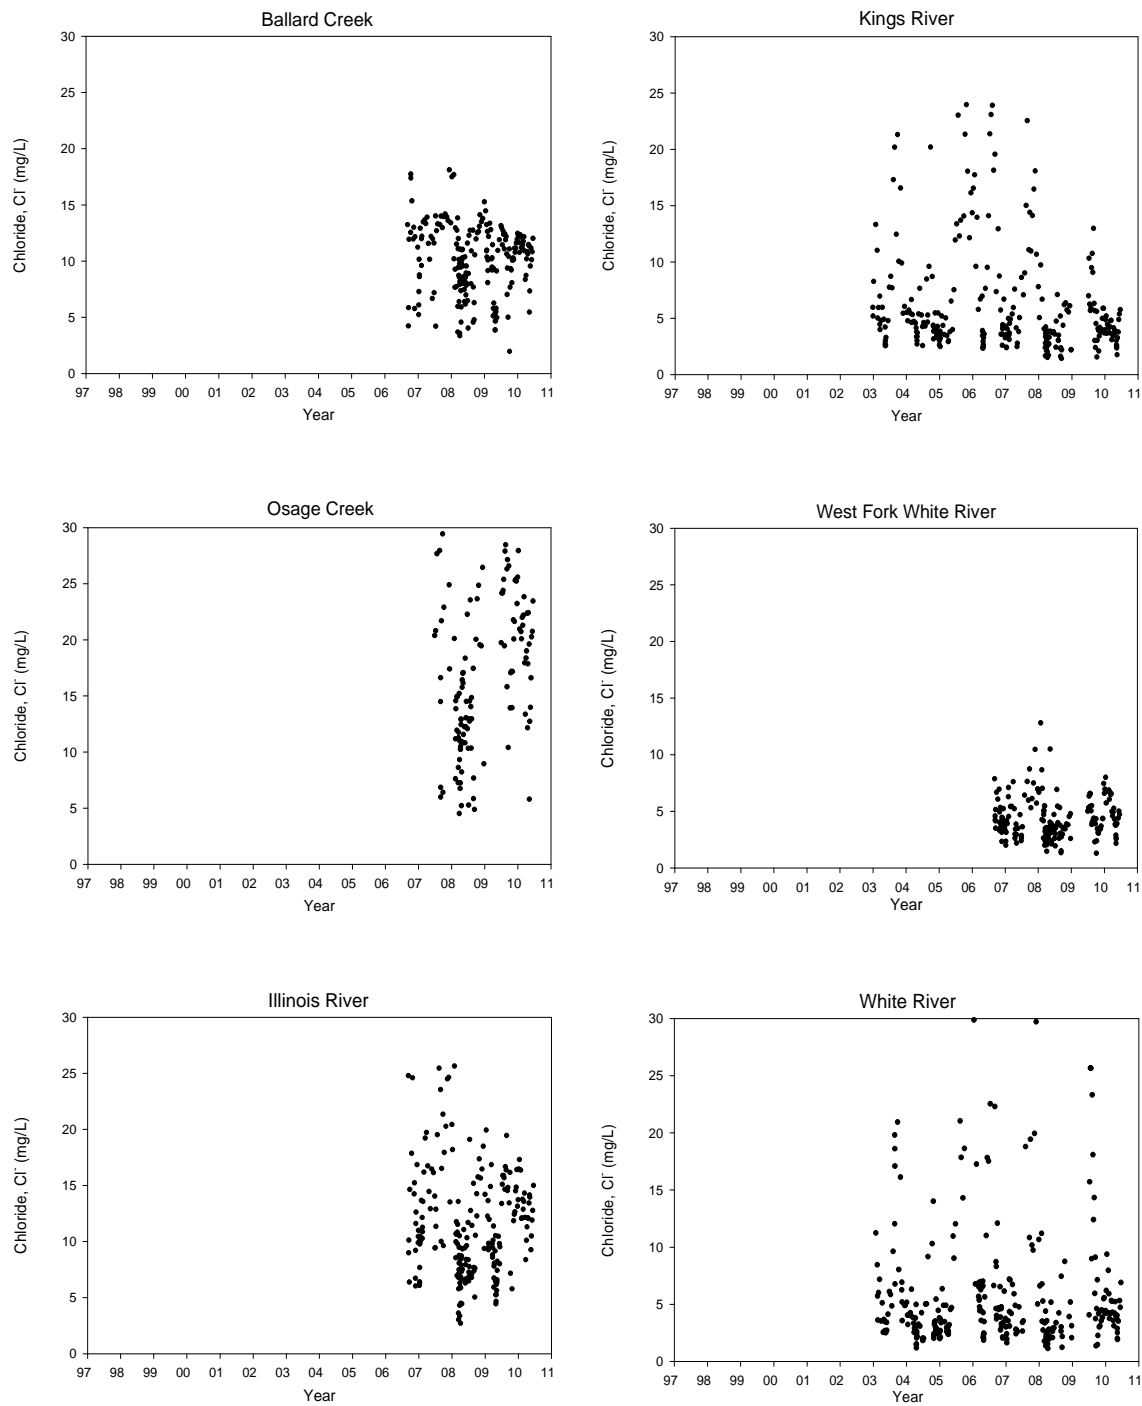 Ballard Creek
Chloride, Cl⁻ (mg/L)
30
25
20
15
10
5
0
97 98 99 00 01 02 03 04 05 06 07 08 09 10 11
Year
Kings River
Chloride, Cl⁻ (mg/L)
30
25
20
15
10
5
0
97 98 99 00 01 02 03 04 05 06 07 08 09 10 11
Year
Osage Creek
Chloride, Cl⁻ (mg/L)
30
25
20
15
10
5
0
97 98 99 00 01 02 03 04 05 06 07 08 09 10 11
Year
West Fork White River
Chloride, Cl⁻ (mg/L)
30
25
20
15
10
5
0
97 98 99 00 01 02 03 04 05 06 07 08 09 10 11
Year
Illinois River
Chloride, Cl⁻ (mg/L)
30
25
20
15
10
5
0
97 98 99 00 01 02 03 04 05 06 07 08 09 10 11
Year
White River
Chloride, Cl⁻ (mg/L)
30
25
20
15
10
5
0
97 98 99 00 01 02 03 04 05 06 07 08 09 10 11
Year